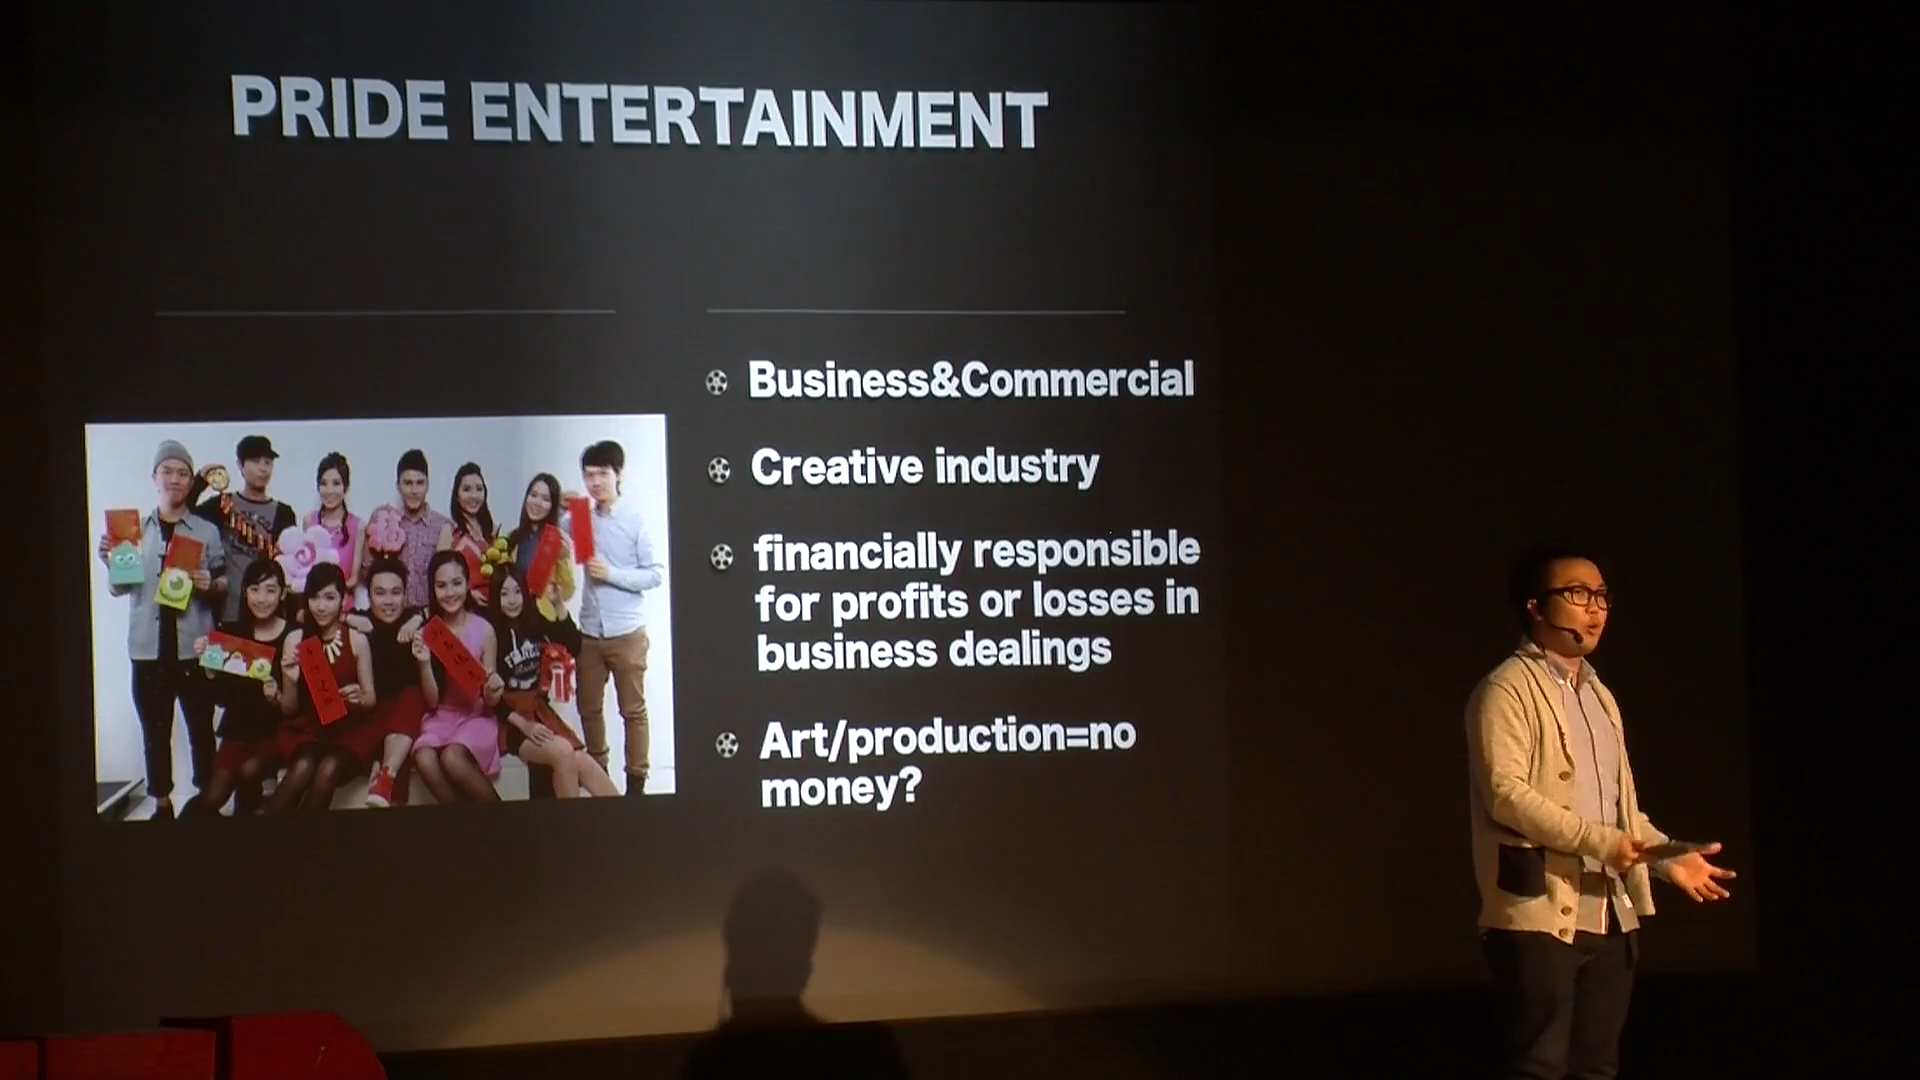 PRIDE ENTERTAINMENT
Business&Commercial
Creative industry
financially responsible
for profits or losses in
business dealings
Art/production=no
money?